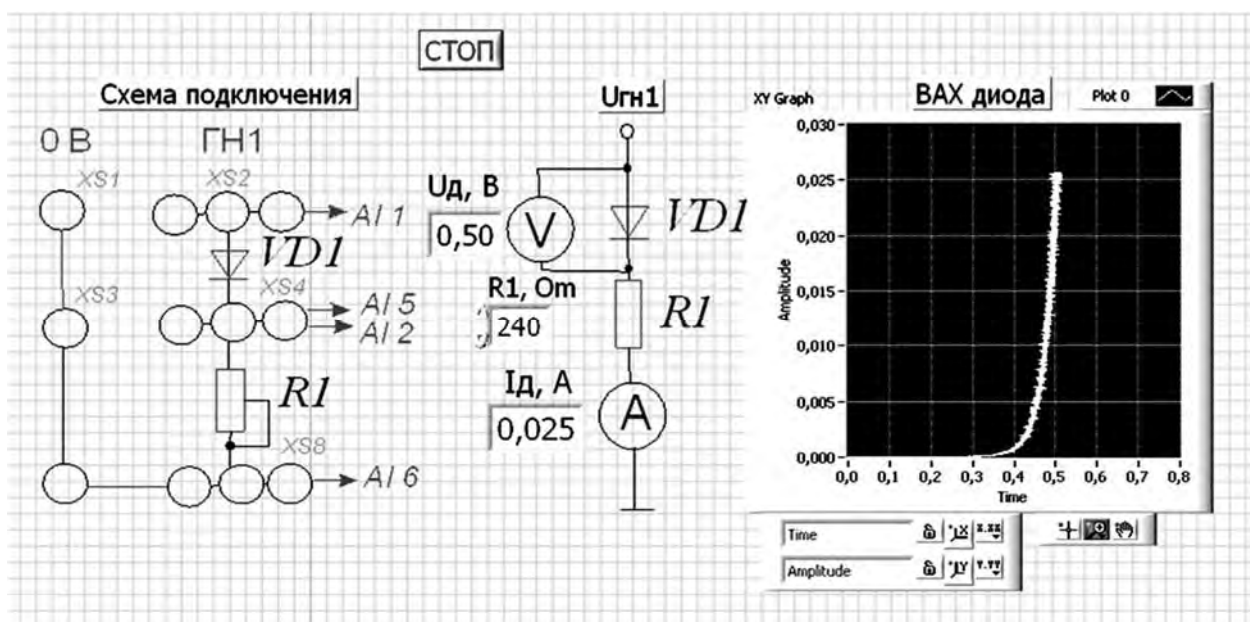 СТОП
Схема подключения
0 В
ГН1
XS1
XS2
AI 1
VD1
XS3
XS4
AI 5
AI 2
R1
XS8
AI 6
Uгн1
Uд, В
0,50
V
VD1
R1, Om
240
R1
Iд, А
0,025
A
XY Graph
ВАХ диода
Plot 0
0,030
0,025
0,020
0,015
0,010
0,005
0,000
Amplitude
0,0 0,1 0,2 0,3 0,4 0,5 0,6 0,7 0,8
Time
Time
X.XX
Amplitude
Y.YY